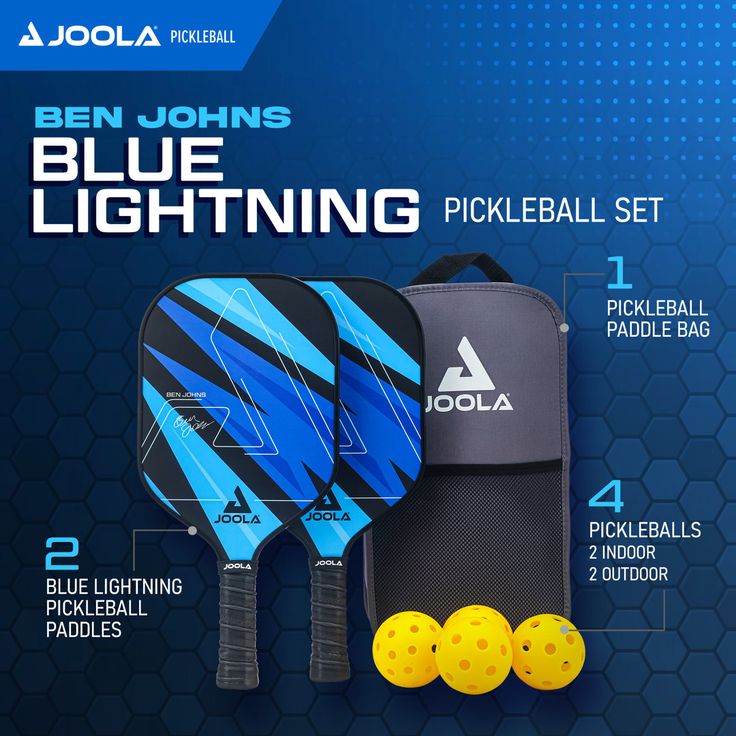 JOOLA PICKLEBALL
BEN JOHNS
BLUE
LIGHTNING PICKLEBALL SET
1
PICKLEBALL
PADDLE BAG
BEN JOHNS
JOOLA
JOOLA
JOOLA
JOOLA
JOOLA
4
PICKLEBALLS
2 INDOOR
2 OUTDOOR
2
BLUE LIGHTNING
PICKLEBALL
PADDLES